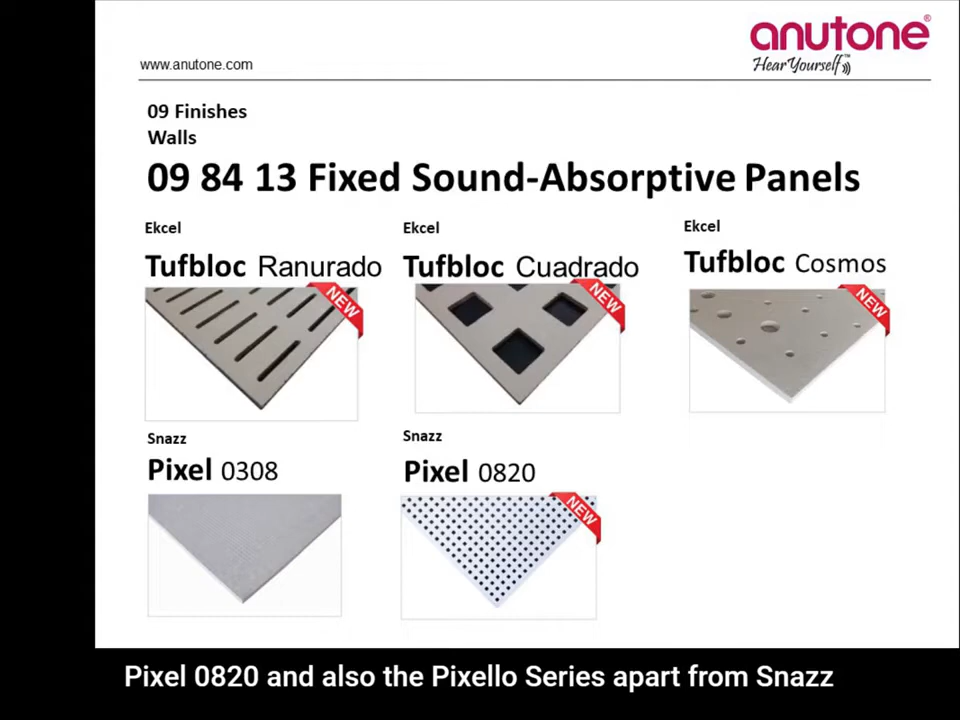 anutone®
Hear Yourself™
www.anutone.com
09 Finishes
Walls
09 84 13 Fixed Sound-Absorptive Panels
Ekcel
Tufbloc Ranurado
NEW
Ekcel
Tufbloc Cuadrado
NEW
Ekcel
Tufbloc Cosmos
NEW
Snazz
Pixel 0308
Snazz
Pixel 0820
NEW
Pixel 0820 and also the Pixello Series apart from Snazz